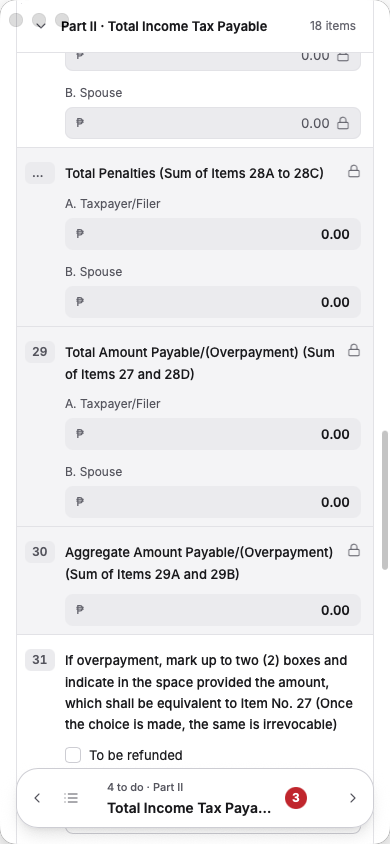 Part II · Total Income Tax Payable
18 items
₱ 0.00
B. Spouse
₱ 0.00
... Total Penalties (Sum of Items 28A to 28C)
A. Taxpayer/Filer
₱ 0.00
B. Spouse
₱ 0.00
29 Total Amount Payable/(Overpayment) (Sum
of Items 27 and 28D)
A. Taxpayer/Filer
₱ 0.00
B. Spouse
₱ 0.00
30 Aggregate Amount Payable/(Overpayment)
(Sum of Items 29A and 29B)
₱ 0.00
31 If overpayment, mark up to two (2) boxes and
indicate in the space provided the amount,
which shall be equivalent to Item No. 27 (Once
the choice is made, the same is irrevocable)
To be refunded
4 to do · Part II
Total Income Tax Paya...
3